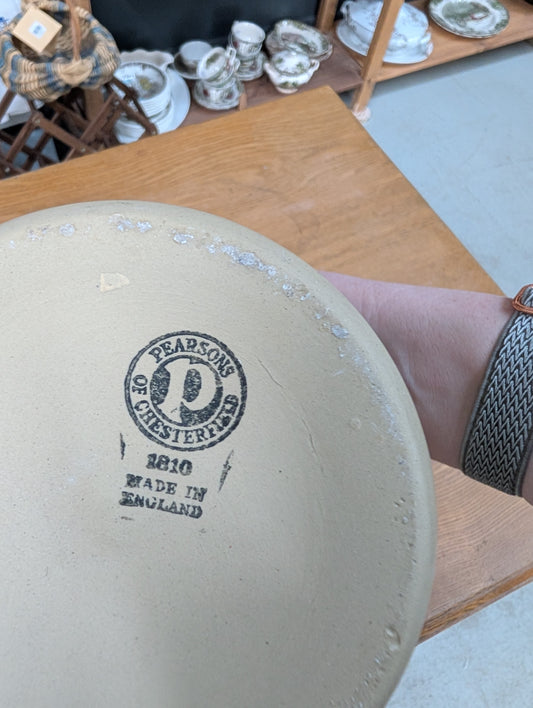 PEARSONS
P
OF CHESTERFIELD
1810
MADE IN
ENGLAND